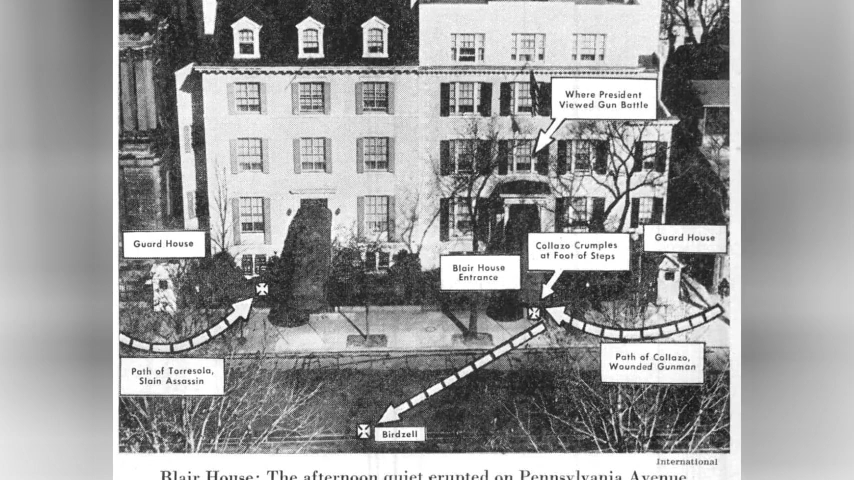 Where President
Viewed Gun Battle
Guard House
Collazo Crumples
at Foot of Steps
Guard House
Blair House
Entrance
Path of Torresola,
Slain Assassin
Path of Collazo,
Wounded Gunman
Birdzell
International
Blair House: The afternoon quiet erupted on Pennsylvania Avenue